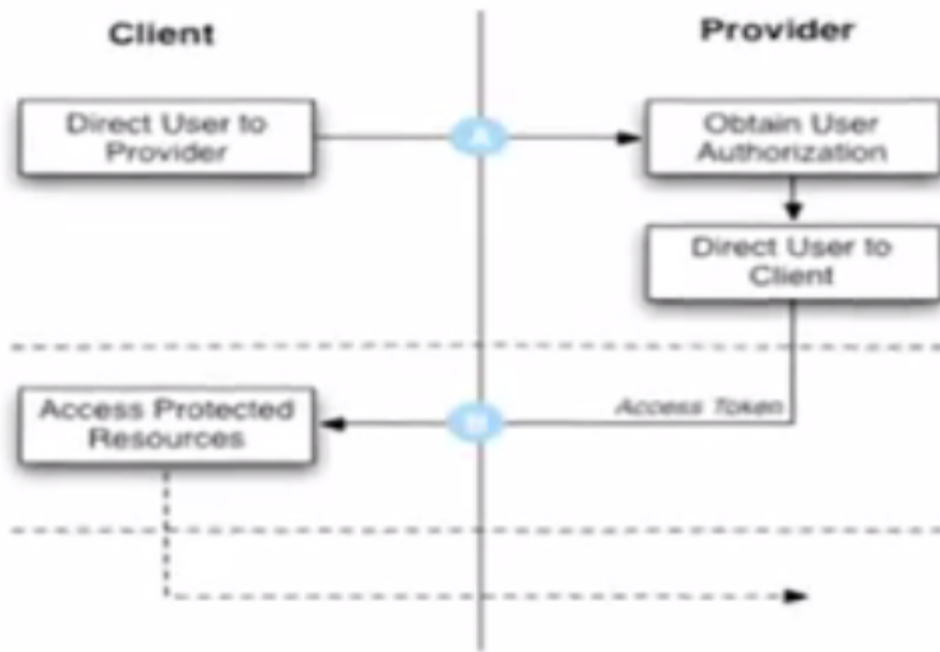 Client
Provider
Direct User to
Provider
A
Obtain User
Authorization
Direct User to
Client
Access Protected
Resources
B
Access Token